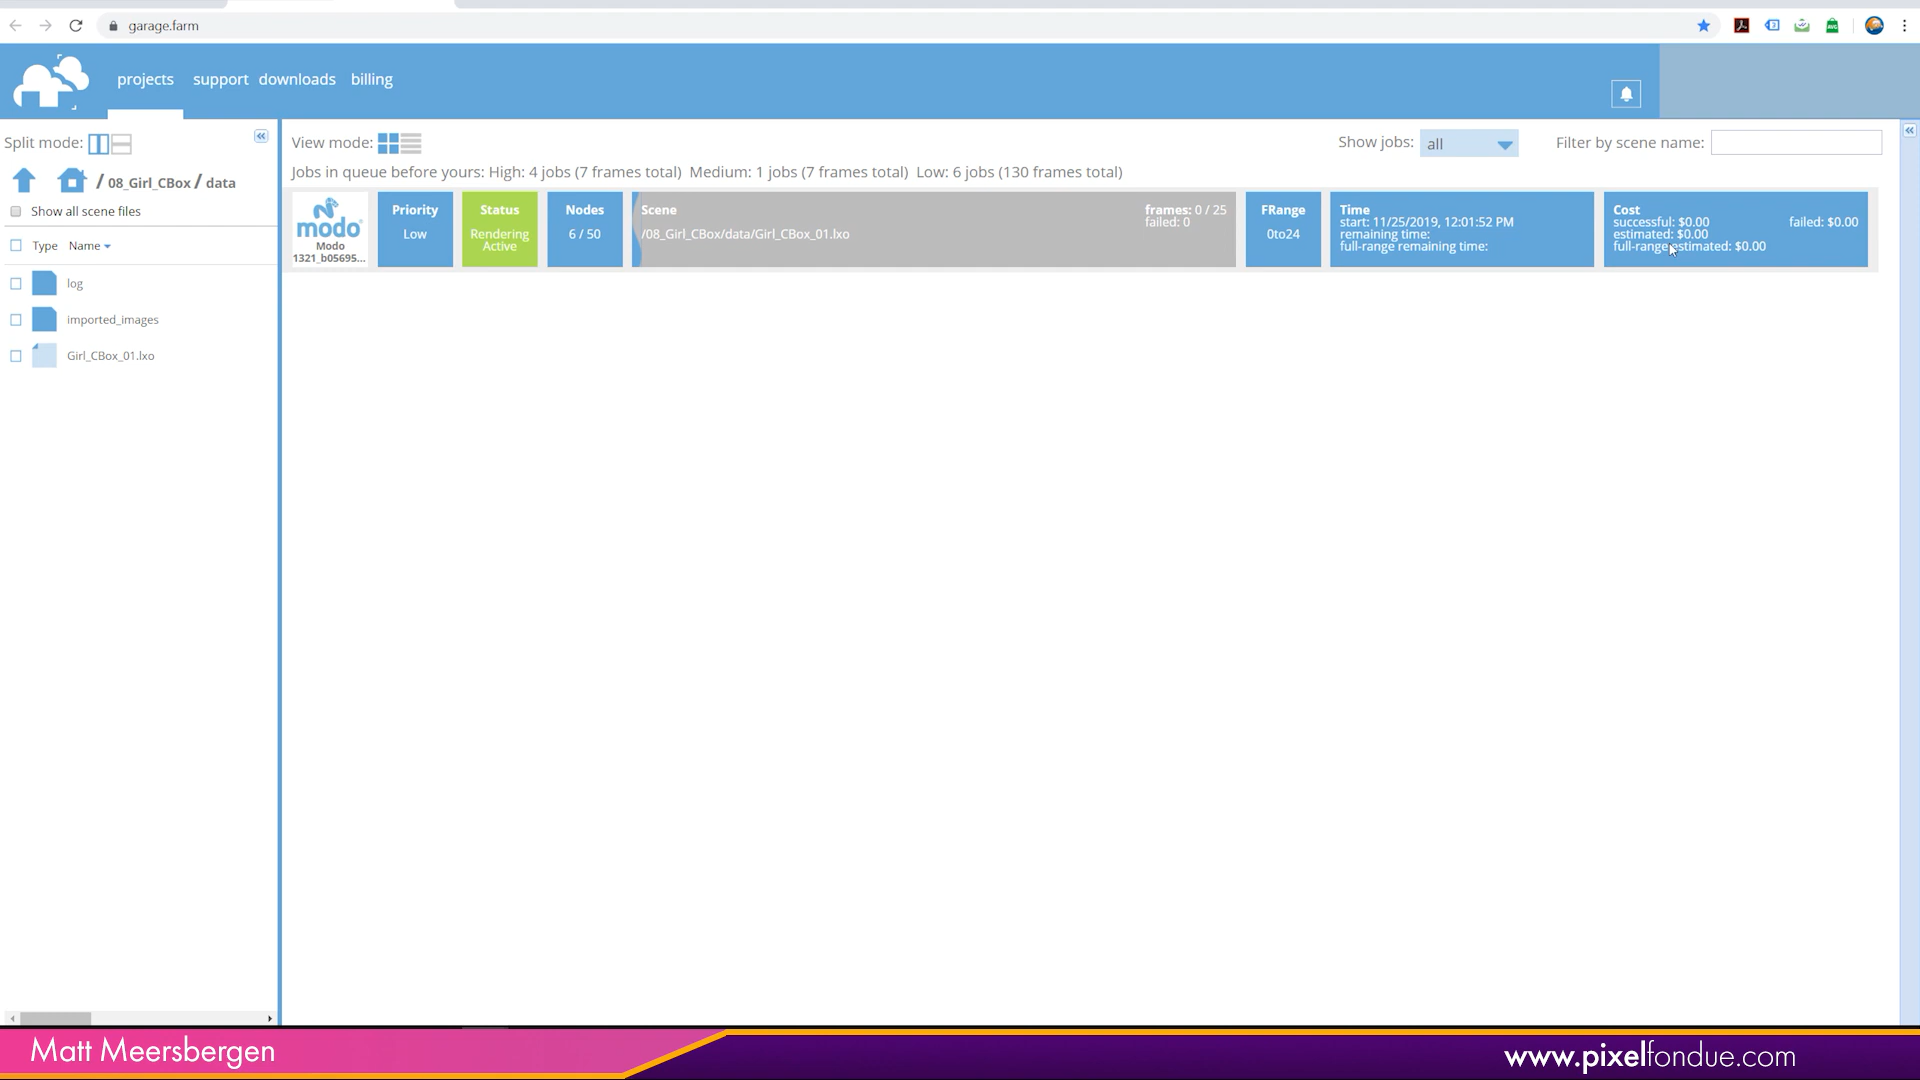 garage.farm
projects support downloads billing
Split mode:
/ 08_Girl_CBox / data
Show all scene files
Type Name
log
imported_images
Girl_CBox_01.lxo
View mode:
Show jobs: all
Filter by scene name:
Jobs in queue before yours: High: 4 jobs (7 frames total) Medium: 1 jobs (7 frames total) Low: 6 jobs (130 frames total)
modo
Modo
1321_b05695...
Priority
Low
Status
Rendering
Active
Nodes
6 / 50
Scene
/08_Girl_CBox/data/Girl_CBox_01.lxo
frames: 0 / 25
failed: 0
FRange
0to24
Time
start: 11/25/2019, 12:01:52 PM
remaining time:
full-range remaining time:
Cost
successful: $0.00 failed: $0.00
estimated: $0.00
full-range estimated: $0.00
Matt Meersbergen
www.pixelfondue.com